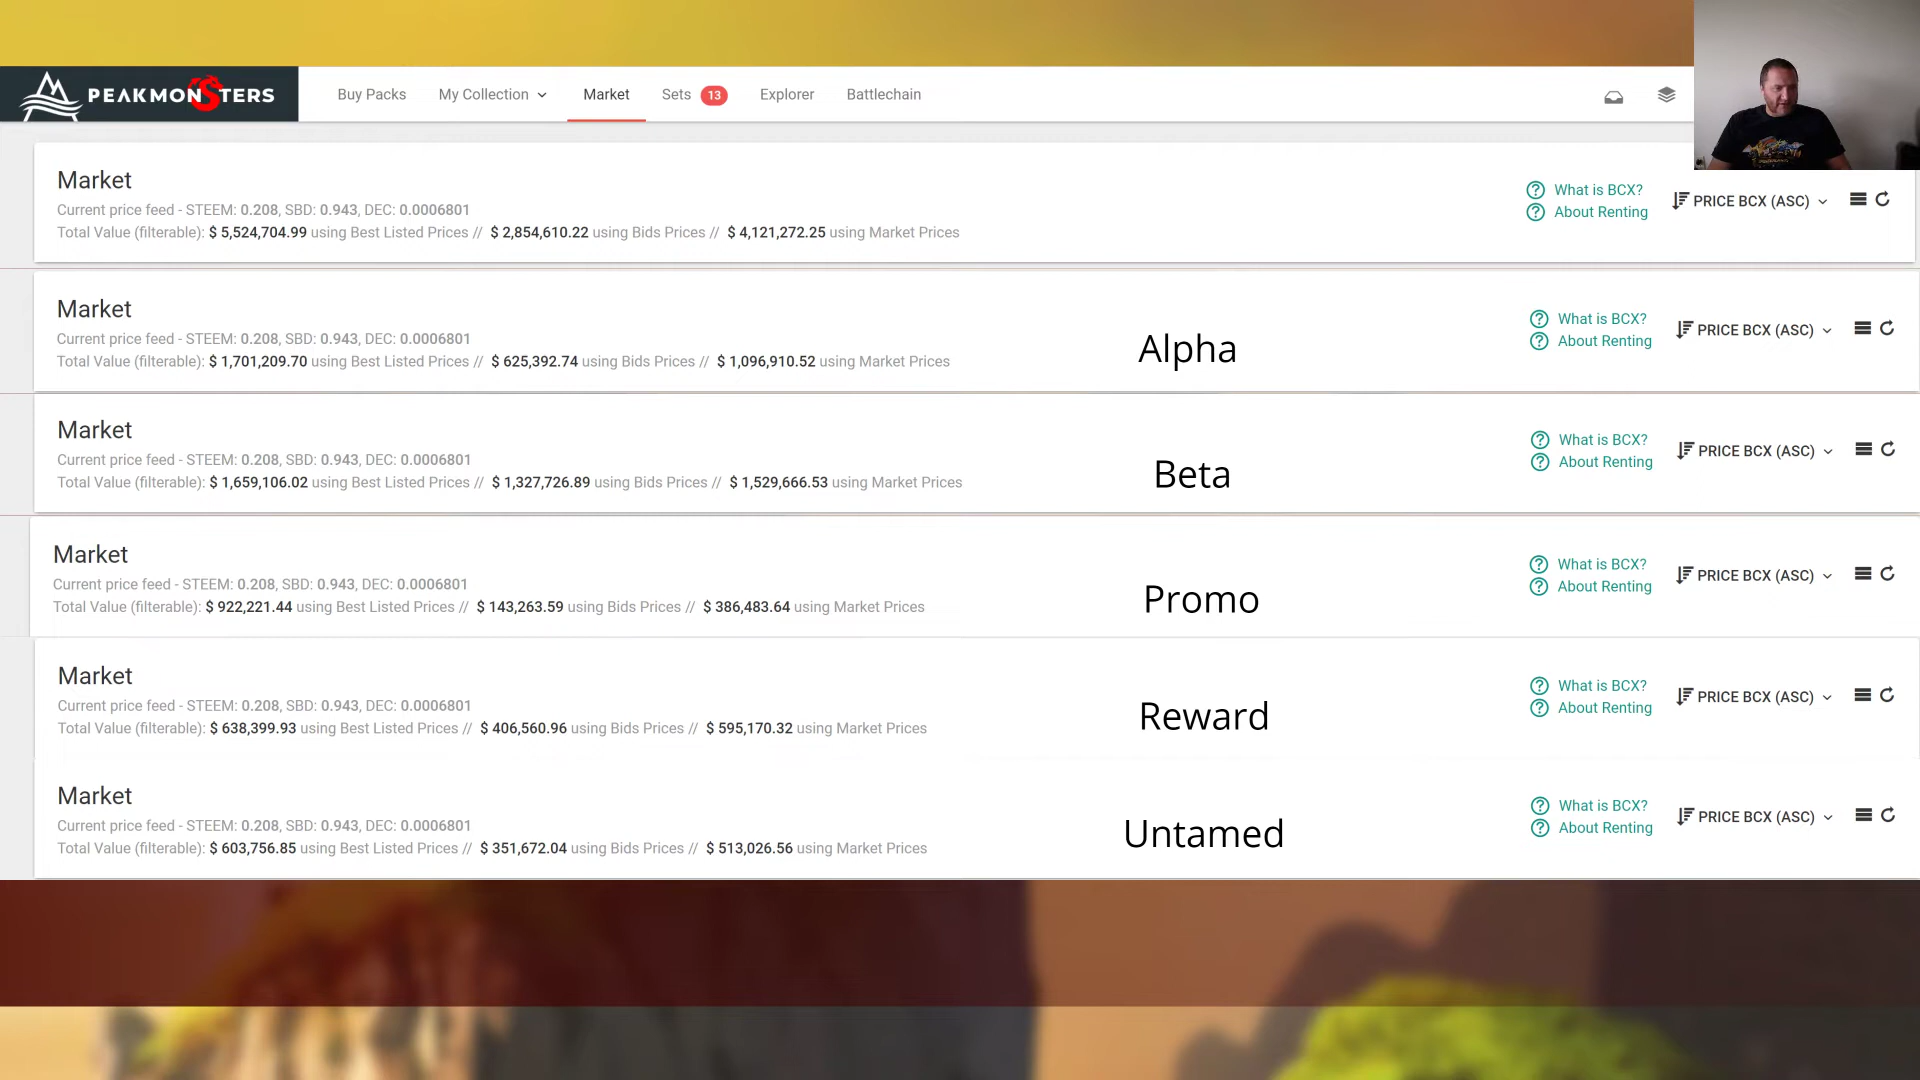 PEAKMONSTERS
Buy Packs My Collection Market Sets 13 Explorer Battlechain
Market
Current price feed - STEEM: 0.208, SBD: 0.943, DEC: 0.0006801
Total Value (filterable): $ 5,524,704.99 using Best Listed Prices // $ 2,854,610.22 using Bids Prices // $ 4,121,272.25 using Market Prices
What is BCX?
About Renting
PRICE BCX (ASC)
Market
Current price feed - STEEM: 0.208, SBD: 0.943, DEC: 0.0006801
Total Value (filterable): $ 1,701,209.70 using Best Listed Prices // $ 625,392.74 using Bids Prices // $ 1,096,910.52 using Market Prices
Alpha
What is BCX?
About Renting
PRICE BCX (ASC)
Market
Current price feed - STEEM: 0.208, SBD: 0.943, DEC: 0.0006801
Total Value (filterable): $ 1,659,106.02 using Best Listed Prices // $ 1,327,726.89 using Bids Prices // $ 1,529,666.53 using Market Prices
Beta
What is BCX?
About Renting
PRICE BCX (ASC)
Market
Current price feed - STEEM: 0.208, SBD: 0.943, DEC: 0.0006801
Total Value (filterable): $ 922,221.44 using Best Listed Prices // $ 143,263.59 using Bids Prices // $ 386,483.64 using Market Prices
Promo
What is BCX?
About Renting
PRICE BCX (ASC)
Market
Current price feed - STEEM: 0.208, SBD: 0.943, DEC: 0.0006801
Total Value (filterable): $ 638,399.93 using Best Listed Prices // $ 406,560.96 using Bids Prices // $ 595,170.32 using Market Prices
Reward
What is BCX?
About Renting
PRICE BCX (ASC)
Market
Current price feed - STEEM: 0.208, SBD: 0.943, DEC: 0.0006801
Total Value (filterable): $ 603,756.85 using Best Listed Prices // $ 351,672.04 using Bids Prices // $ 513,026.56 using Market Prices
Untamed
What is BCX?
About Renting
PRICE BCX (ASC)